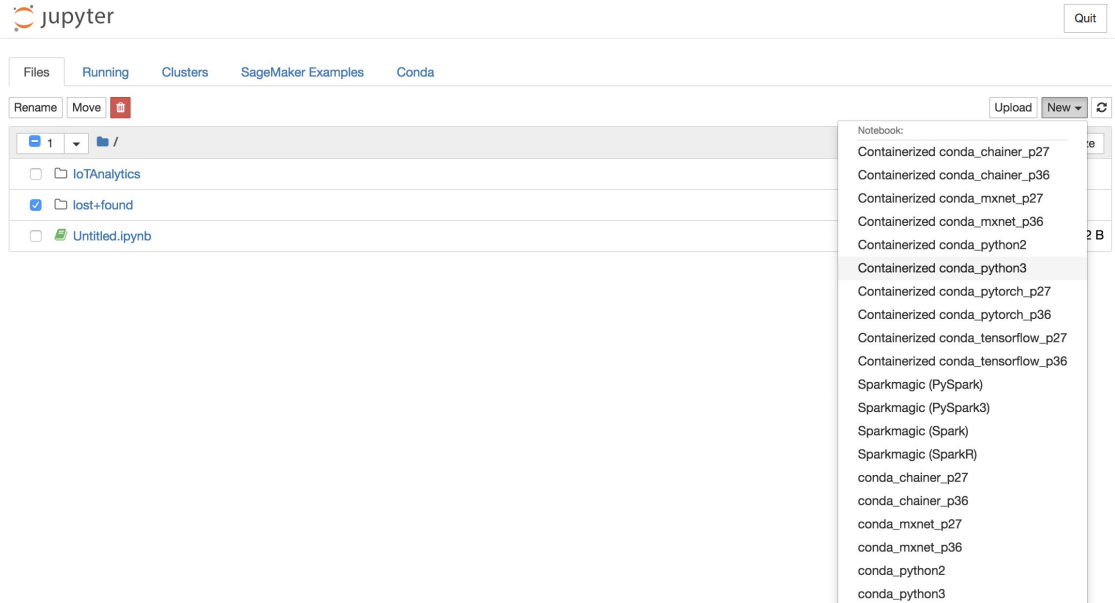 jupyter
Quit
Files Running Clusters SageMaker Examples Conda
Rename Move Upload New
1 /
IoTAnalytics
lost+found
Untitled.ipynb
2 B
Notebook:
Containerized conda_chainer_p27
Containerized conda_chainer_p36
Containerized conda_mxnet_p27
Containerized conda_mxnet_p36
Containerized conda_python2
Containerized conda_python3
Containerized conda_pytorch_p27
Containerized conda_pytorch_p36
Containerized conda_tensorflow_p27
Containerized conda_tensorflow_p36
Sparkmagic (PySpark)
Sparkmagic (PySpark3)
Sparkmagic (Spark)
Sparkmagic (SparkR)
conda_chainer_p27
conda_chainer_p36
conda_mxnet_p27
conda_mxnet_p36
conda_python2
conda_python3